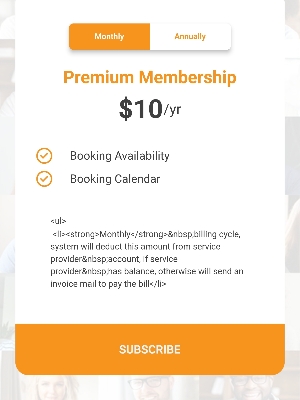 Monthly Annually
Premium Membership
$10/yr
Booking Availability
Booking Calendar
<ul>
<li><strong>Monthly</strong>&nbsp;billing cycle,
system will deduct this amount from service
provider&nbsp;account, if service
provider&nbsp;has balance, otherwise will send an
invoice mail to pay the bill</li>
SUBSCRIBE